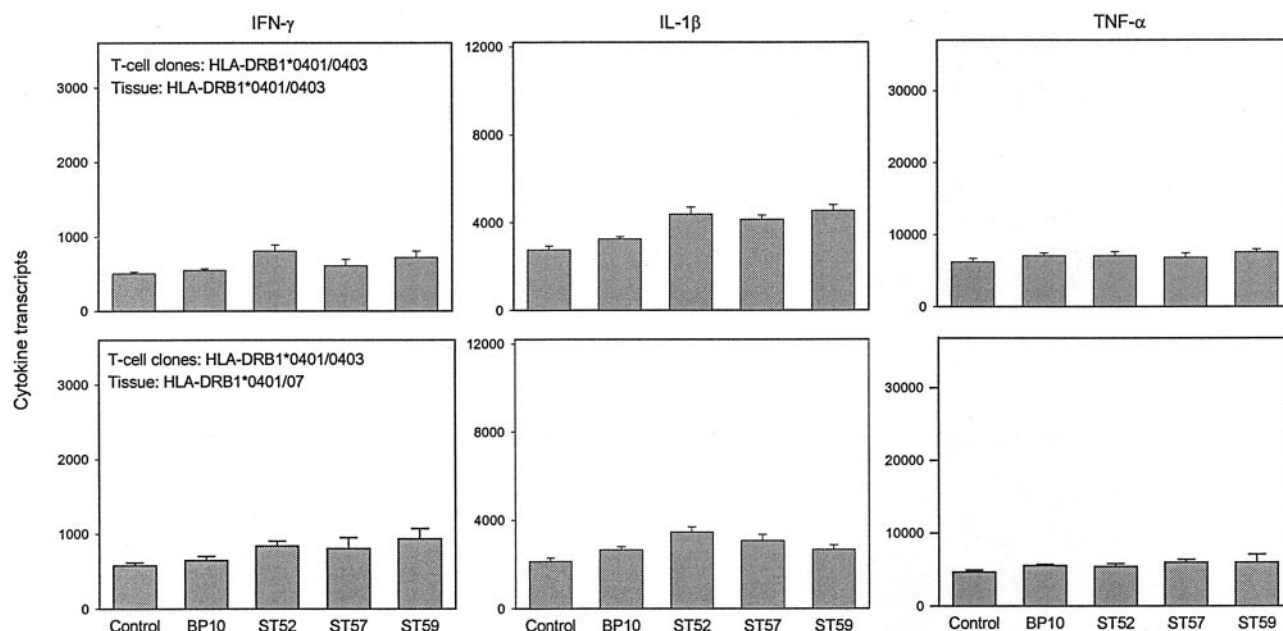 IFN-γ
IL-1β
TNF-α
Cytokine transcripts
T-cell clones: HLA-DRB1*0401/0403
Tissue: HLA-DRB1*0401/0403
3000
2000
1000
0
12000
8000
4000
0
30000
20000
10000
0
T-cell clones: HLA-DRB1*0401/0403
Tissue: HLA-DRB1*0401/07
3000
2000
1000
0
12000
8000
4000
0
30000
20000
10000
0
Control BP10 ST52 ST57 ST59
Control BP10 ST52 ST57 ST59
Control BP10 ST52 ST57 ST59